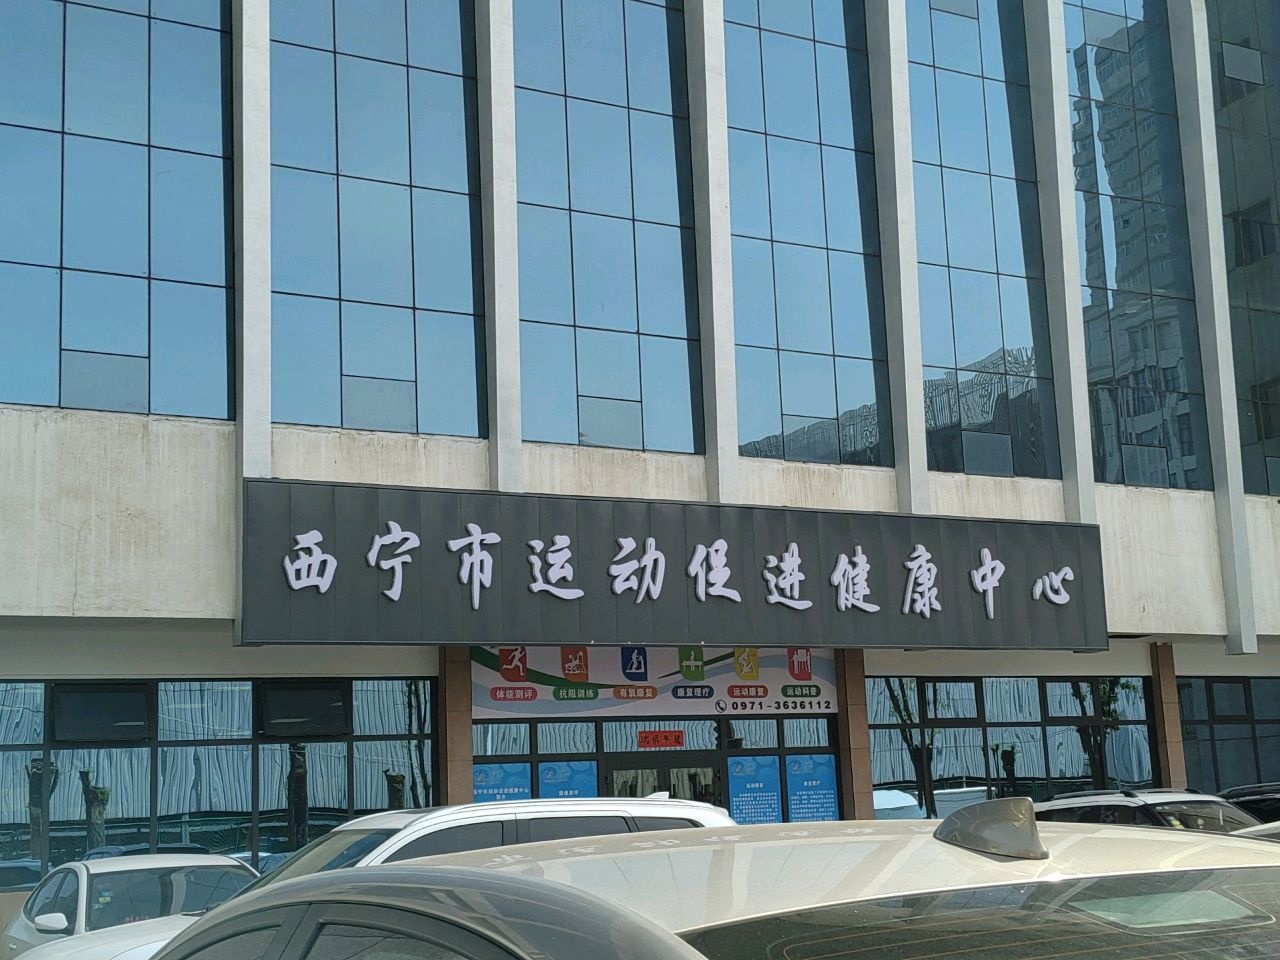 西宁市运动促进健康中心
体能测评 抗阻训练 有氧康复 康复理疗 运动康复 运动科普
0971-3636112